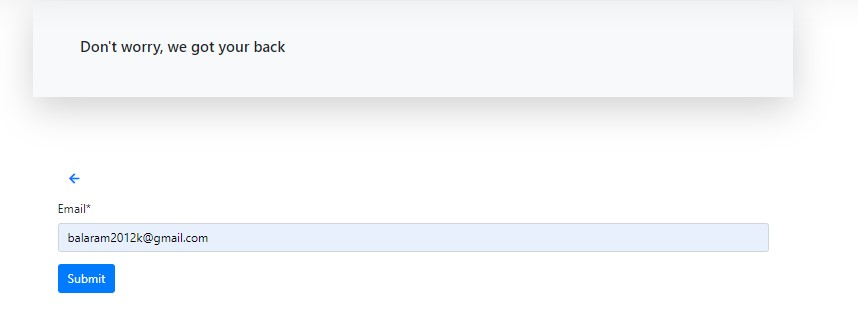 Don't worry, we got your back
Email*
balaram2012k@gmail.com
Submit